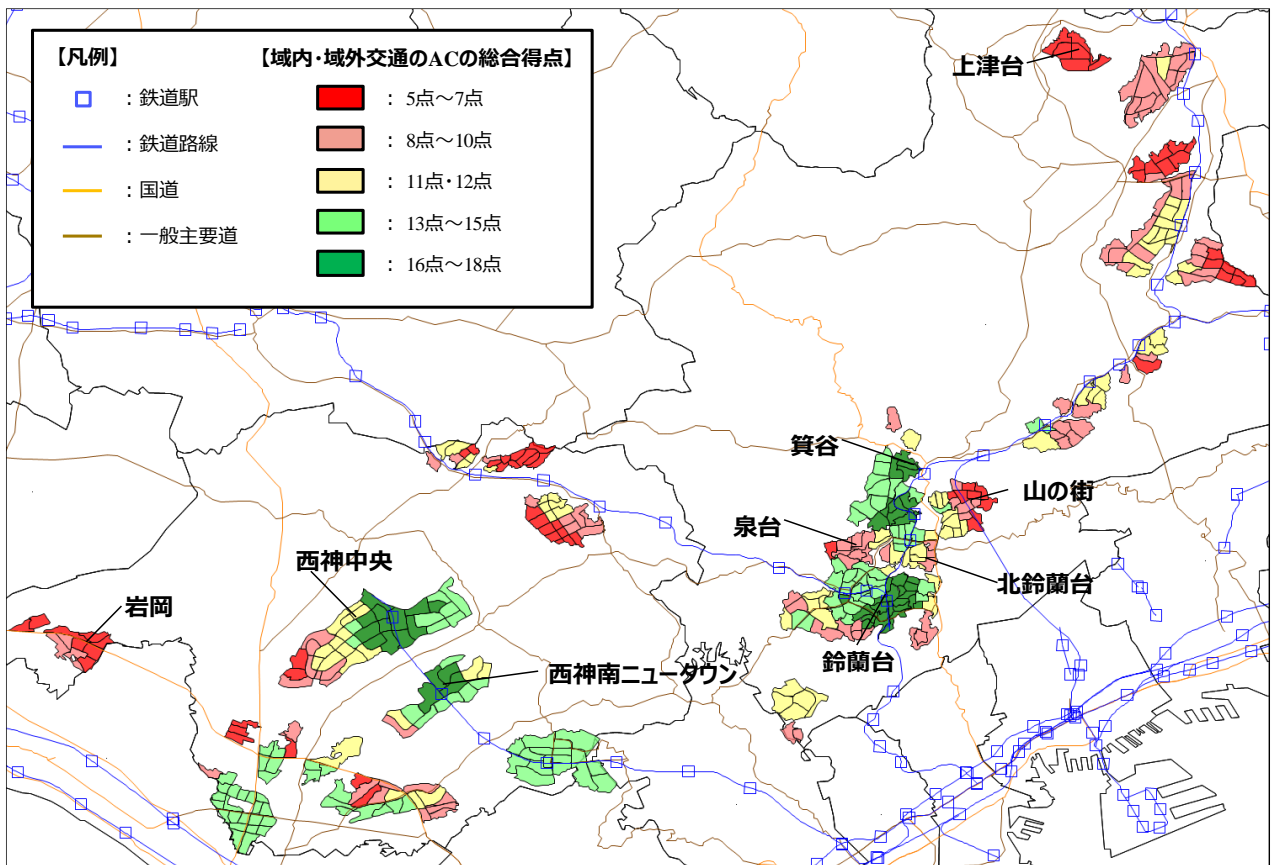 【凡例】
【域内・域外交通のACの総合得点】
：鉄道駅
：鉄道路線
：国道
：一般主要道
： 5点～7点
： 8点～10点
： 11点・12点
： 13点～15点
： 16点～18点
上津台
箕谷
山の街
泉台
北鈴蘭台
西神中央
岩岡
鈴蘭台
西神南ニュータウン